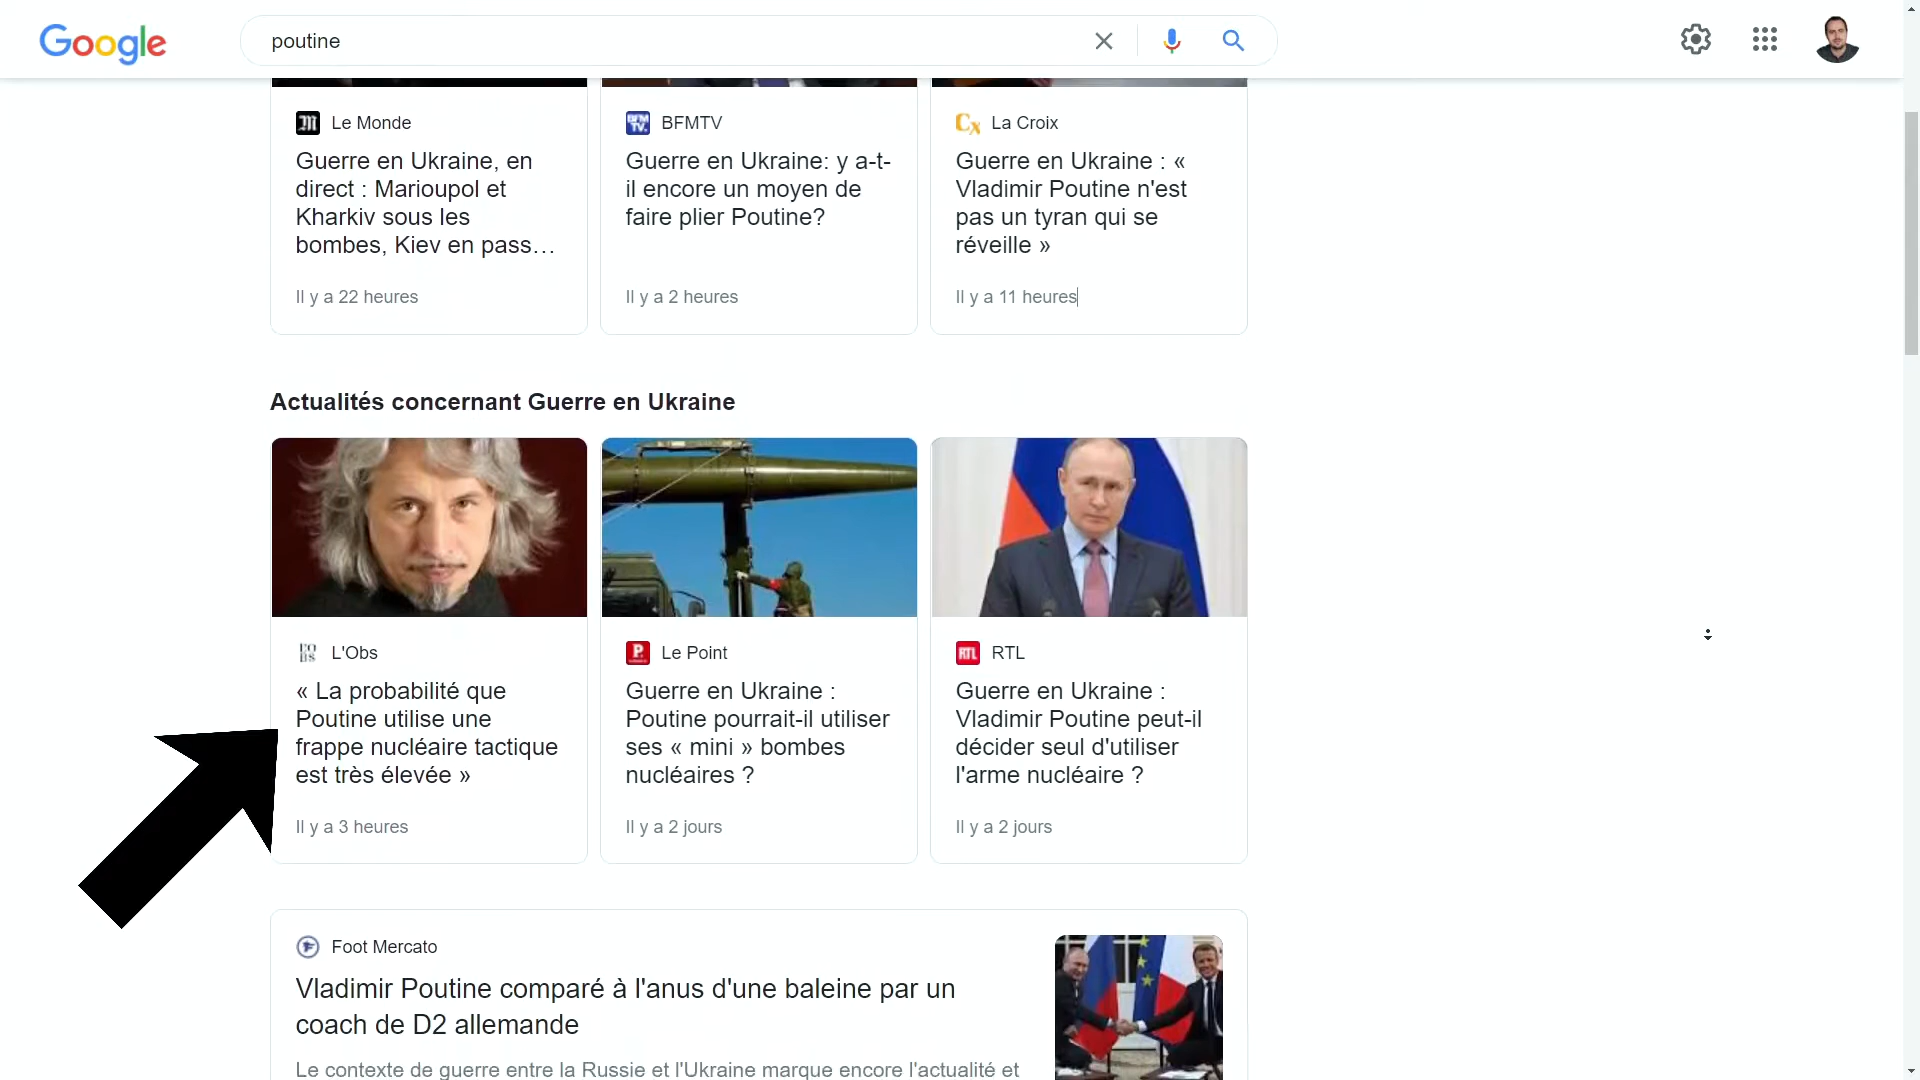 Google
poutine
Le Monde
Guerre en Ukraine, en
direct : Marioupol et
Kharkiv sous les
bombes, Kiev en pass…
Il y a 22 heures
BFMTV
Guerre en Ukraine: y a-t-
il encore un moyen de
faire plier Poutine?
Il y a 2 heures
La Croix
Guerre en Ukraine : «
Vladimir Poutine n'est
pas un tyran qui se
réveille »
Il y a 11 heures
Actualités concernant Guerre en Ukraine
L'Obs
« La probabilité que
Poutine utilise une
frappe nucléaire tactique
est très élevée »
Il y a 3 heures
Le Point
Guerre en Ukraine :
Poutine pourrait-il utiliser
ses « mini » bombes
nucléaires ?
Il y a 2 jours
RTL
Guerre en Ukraine :
Vladimir Poutine peut-il
décider seul d'utiliser
l'arme nucléaire ?
Il y a 2 jours
Foot Mercato
Vladimir Poutine comparé à l'anus d'une baleine par un
coach de D2 allemande
Le contexte de guerre entre la Russie et l'Ukraine marque encore l'actualité et